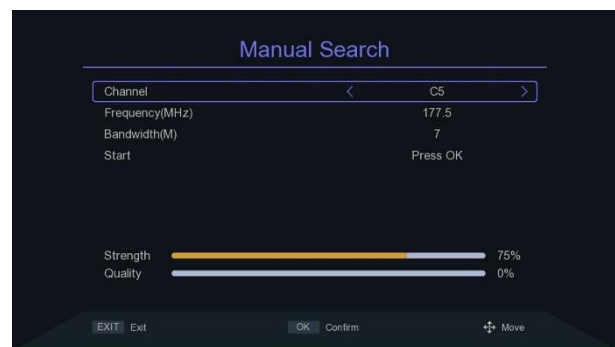 Manual Search
Channel < C5 >
Frequency(MHz) 177.5
Bandwidth(M) 7
Start Press OK
Strength 75%
Quality 0%
EXIT Exit OK Confirm Move